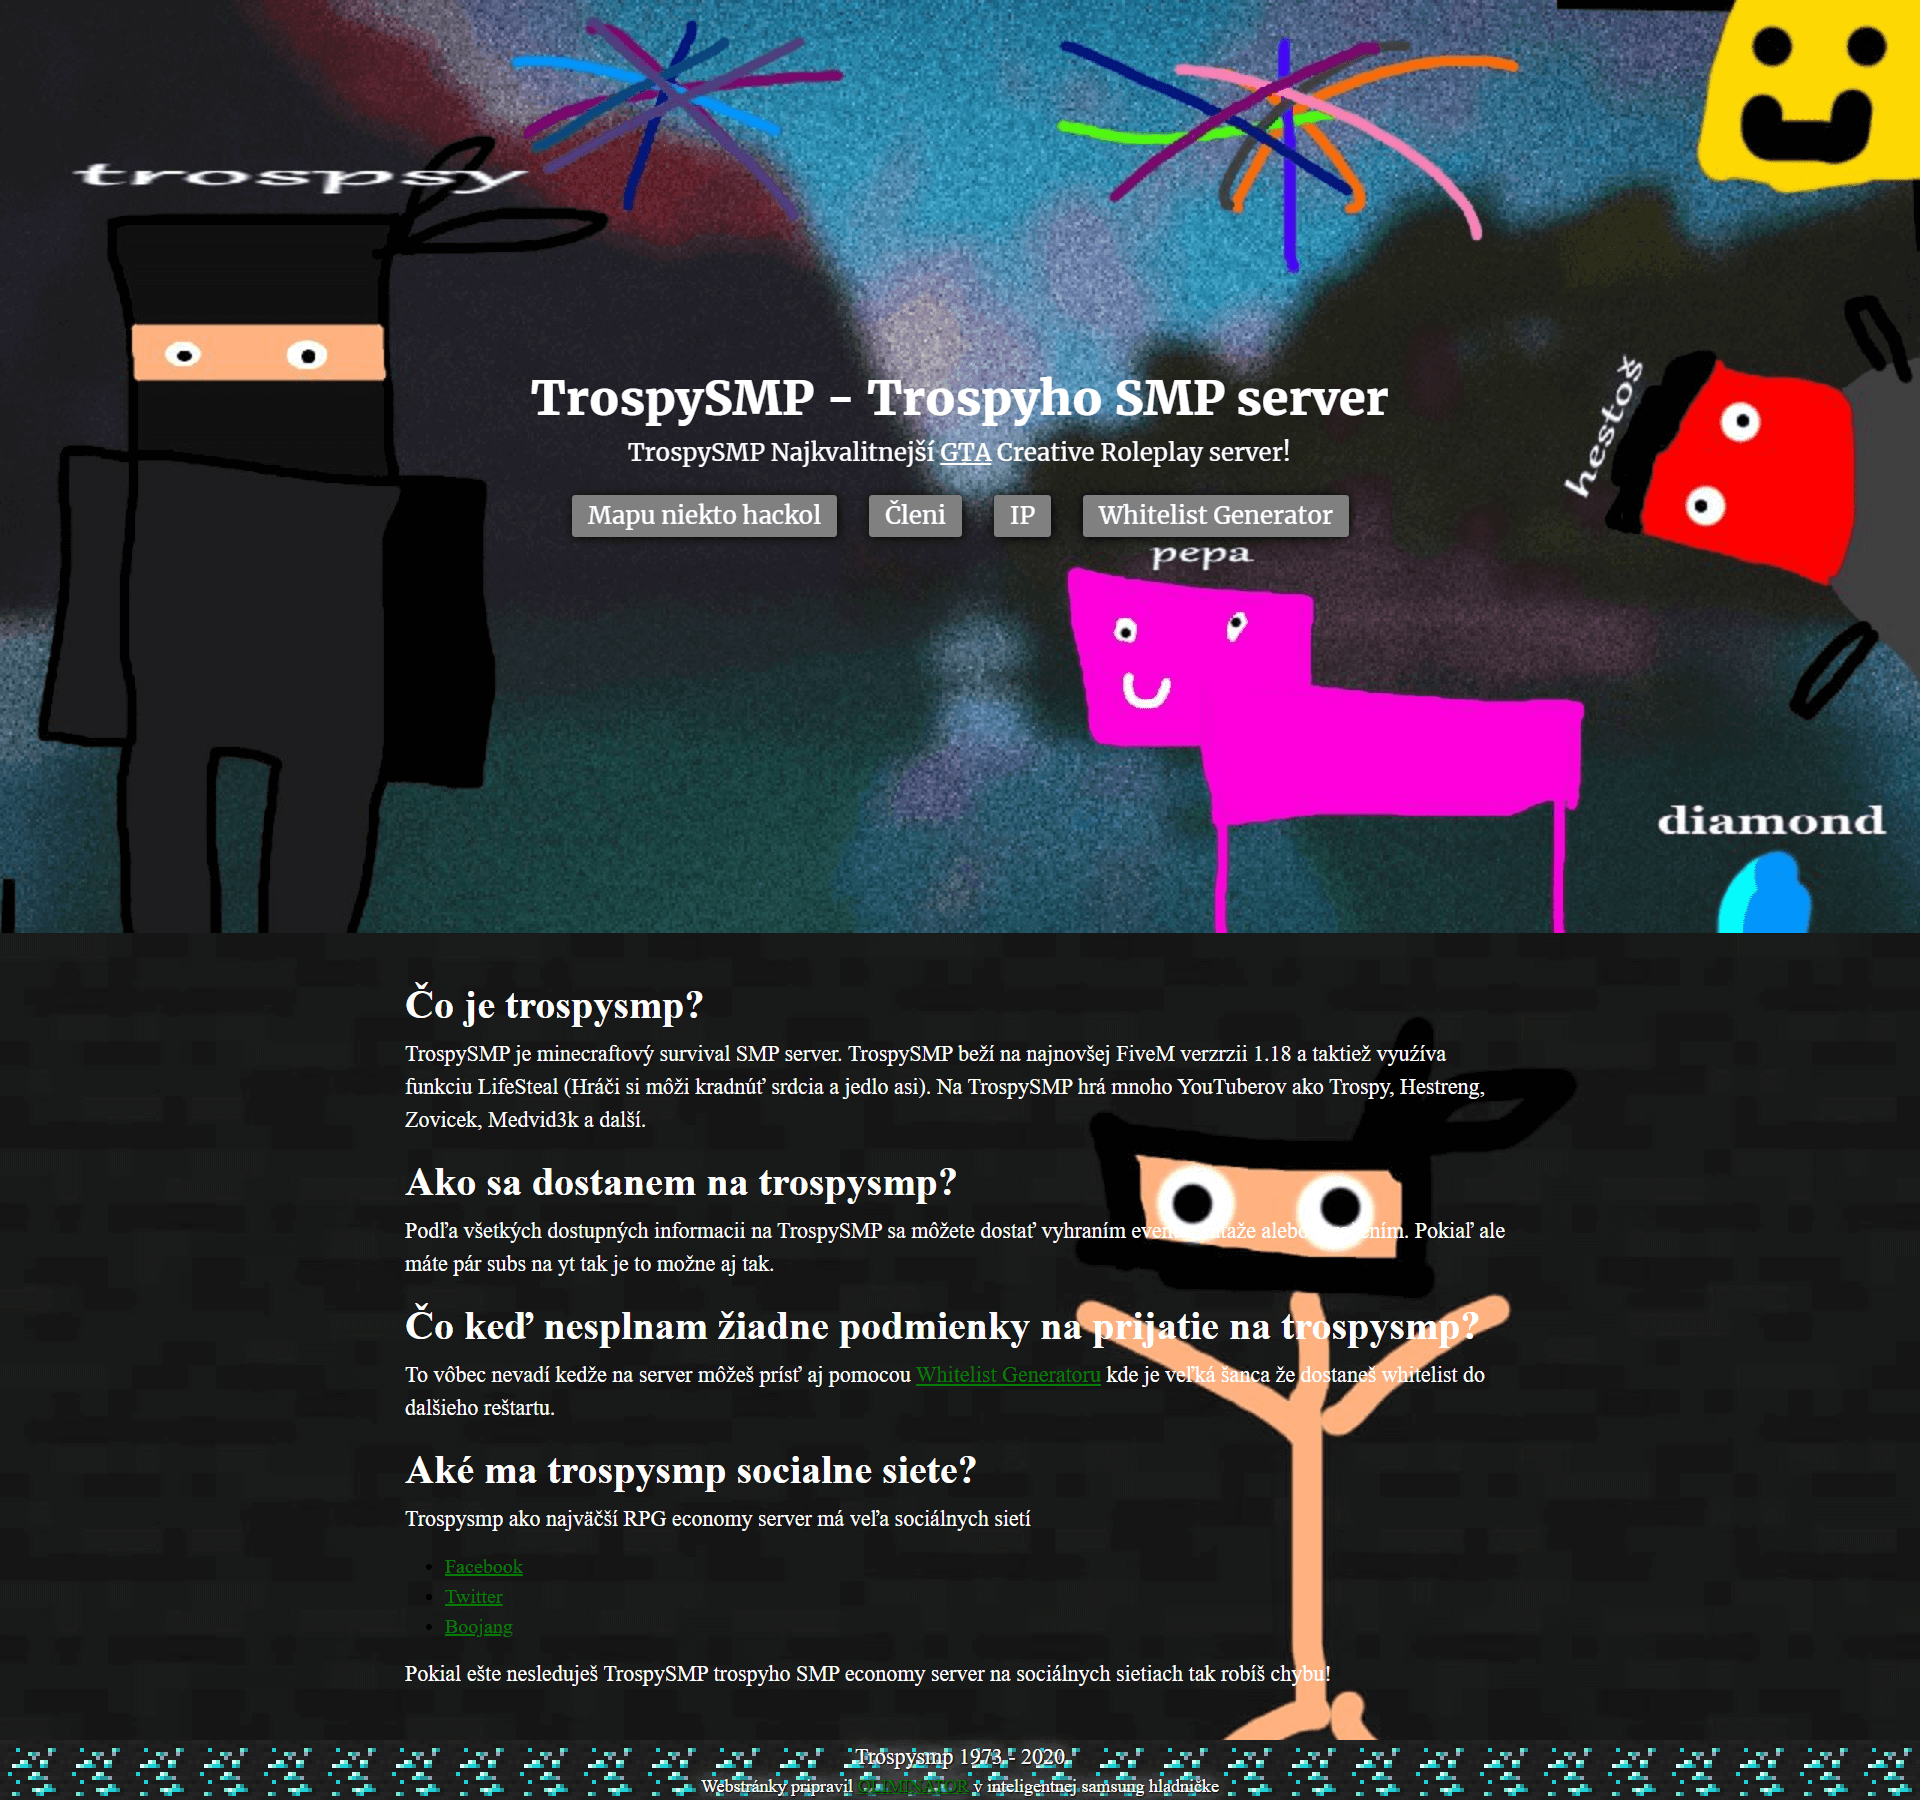 trospsy
TrospySMP - Trospyho SMP server
TrospySMP Najkvalitnejší GTA Creative Roleplay server!
hestoš
Mapu niekto hackol
Členi
IP
Whitelist Generator
pepa
diamond
Čo je trospysmp?
TrospySMP je minecraftový survival SMP server. TrospySMP beží na najnovšej FiveM verzrzii 1.18 a taktiež využíva
funkciu LifeSteal (Hráči si môži kradnúť srdcia a jedlo asi). Na TrospySMP hrá mnoho YouTuberov ako Trospy, Hestreng,
Zovicek, Medvid3k a další.
Ako sa dostanem na trospysmp?
Podľa všetkých dostupných informacii na TrospySMP sa môžete dostať vyhraním Pokiaľ ale
máte pár subs na yt tak je to možne aj tak.
Čo keď nesplnam žiadne podmienky na prijatie na trospysmp?
To vôbec nevadí kedže na server môžeš prísť aj pomocou Whitelist Generatoru kde je veľká šanca že dostaneš whitelist do
dalšieho reštartu.
Aké ma trospysmp socialne siete?
Trospysmp ako najväčší RPG economy server má veľa sociálnych sietí
Facebook
Twitter
Boojang
Pokial ešte nesleduješ TrospySMP trospyho SMP economy server na sociálnych sietiach tak robíš chybu!
Trospysmp 1973 - 2020
Webstránky pripravil v inteligentnej samsung hladničke